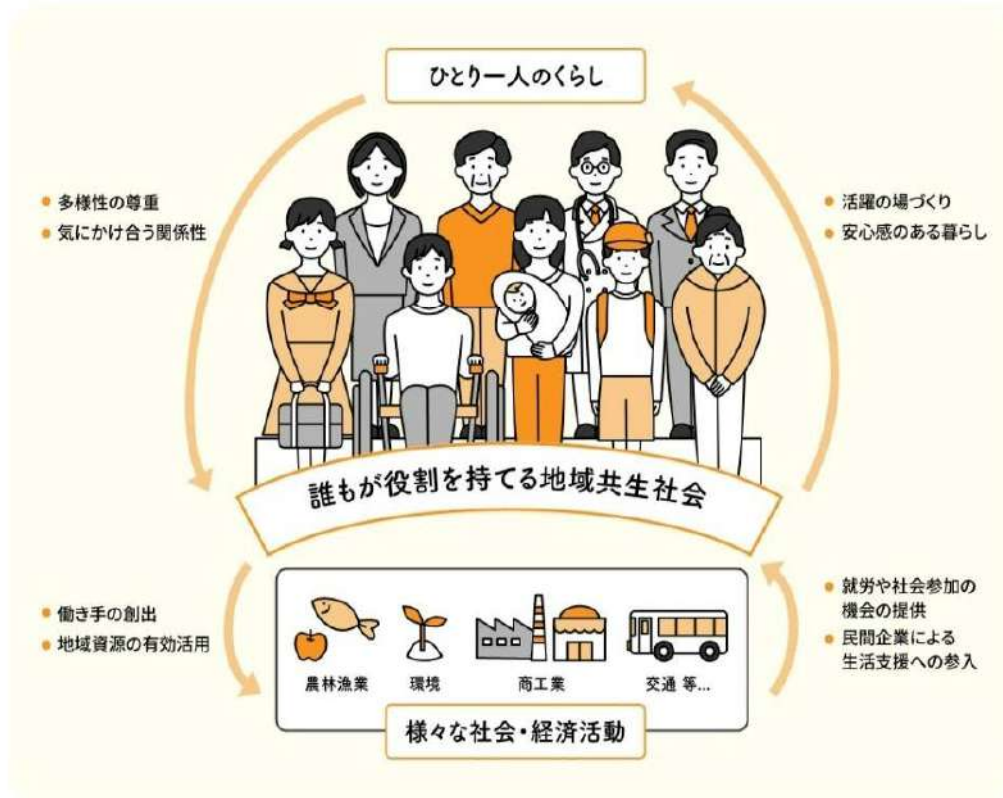 ひとり一人のくらし
● 多様性の尊重
● 気にかけ合う関係性
● 活躍の場づくり
● 安心感のある暮らし
誰もが役割を持てる地域共生社会
● 働き手の創出
● 地域資源の有効活用
● 就労や社会参加の
機会の提供
● 民間企業による
生活支援への参入
農林漁業 環境 商工業 交通 等...
様々な社会・経済活動